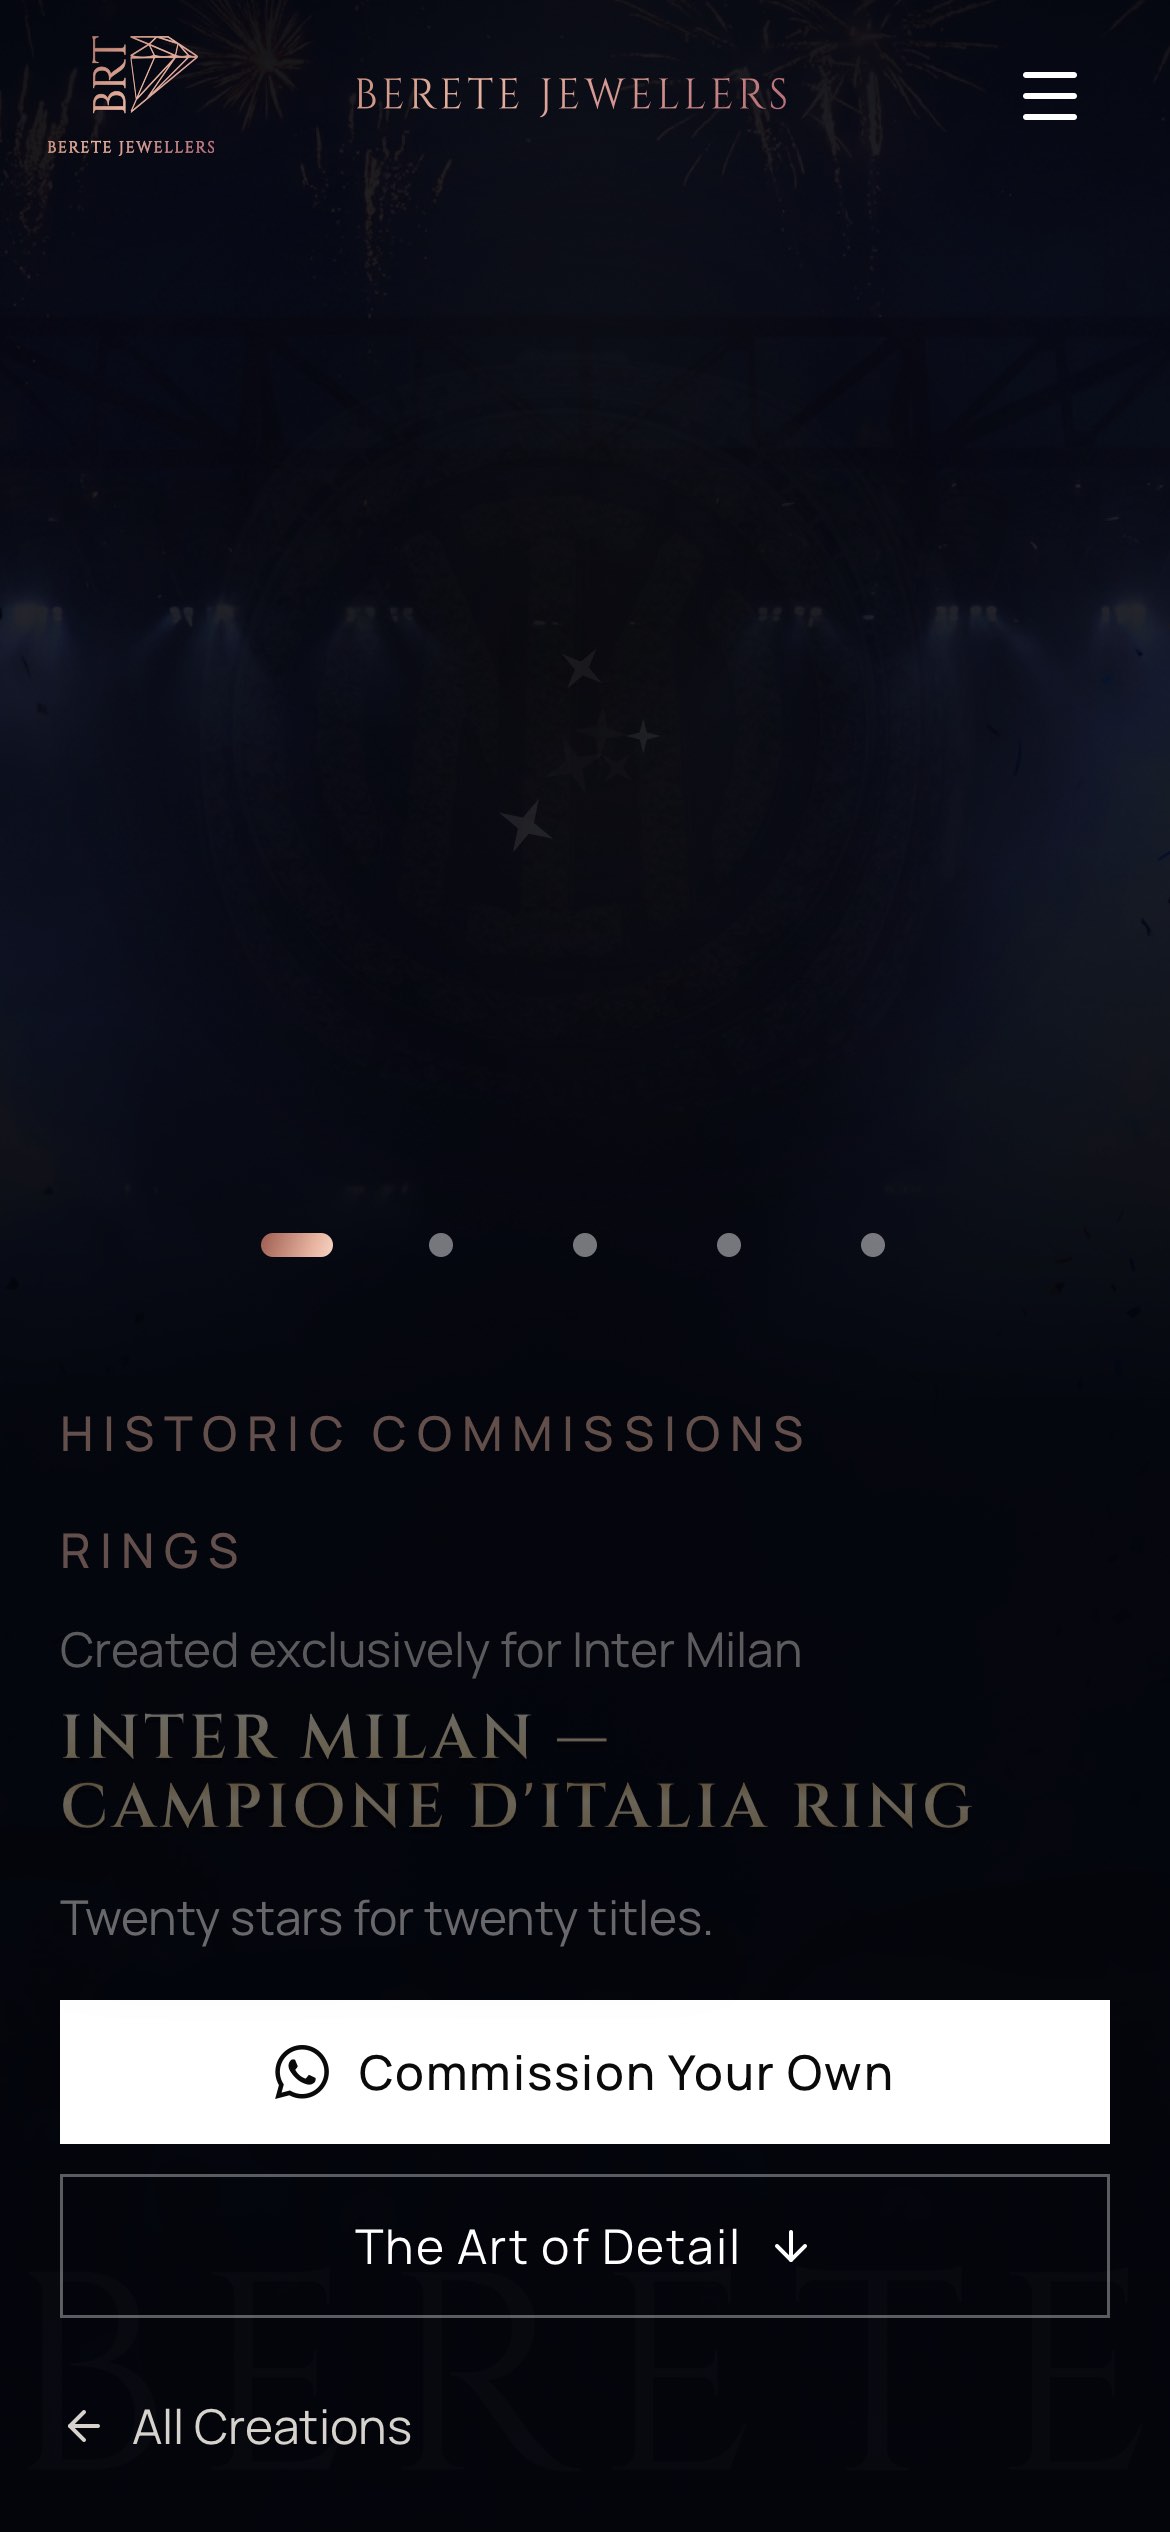 BRT
BERETE JEWELLERS
BERETE JEWELLERS
HISTORIC COMMISSIONS
RINGS
Created exclusively for Inter Milan
INTER MILAN —
CAMPIONE D'ITALIA RING
Twenty stars for twenty titles.
Commission Your Own
The Art of Detail ↓
BERETE
← All Creations